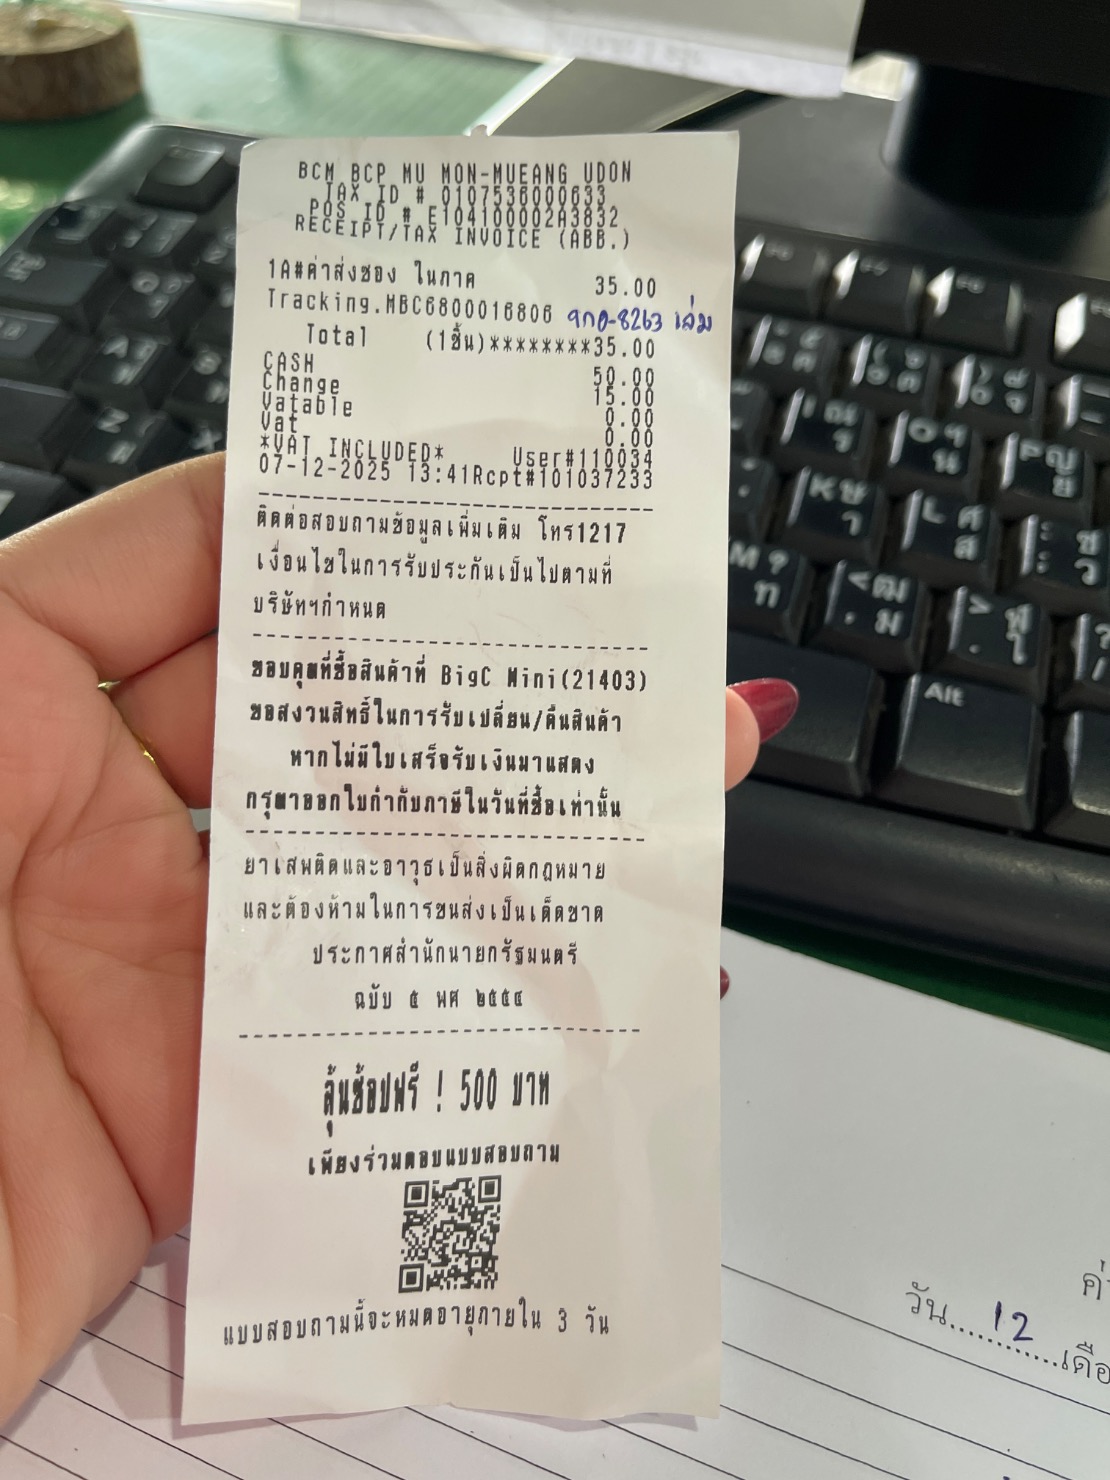 BCM BCP MU MON-MUEANG UDON
TAX ID # 0107536000633
POS ID # E104100002A3832
RECEIPT/TAX INVOICE (ABB.)
1A#ค่าส่งซอง ในภาค 35.00
Tracking.MBC6800016806 9กอ-8263 เล่ม
Total (1ชิ้น)********35.00
CASH 50.00
Change 15.00
Vatable 0.00
Vat 0.00
*VAT INCLUDED* User#110034
07-12-2025 13:41Rcpt#101037233
ติดต่อสอบถามข้อมูลเพิ่มเติม โทร1217
เงื่อนไขในการรับประกันเป็นไปตามที่
บริษัทฯกำหนด
ขอบคุณที่ซื้อสินค้าที่ BigC Mini(21403)
ขอสงวนสิทธิ์ในการรับเปลี่ยน/คืนสินค้า
หากไม่มีใบเสร็จรับเงินมาแสดง
กรุณาออกใบกำกับภาษีในวันที่ซื้อเท่านั้น
ยาเสพติดและอาวุธเป็นสิ่งผิดกฎหมาย
และต้องห้ามในการขนส่งเป็นเด็ดขาด
ประกาศสำนักนายกรัฐมนตรี
ฉบับ ๕ พศ ๒๕๕๔
ลุ้นช้อปฟรี ! 500 บาท
เพียงร่วมตอบแบบสอบถาม
แบบสอบถามนี้จะหมดอายุภายใน 3 วัน
วัน.....12.....เดือ
Alt